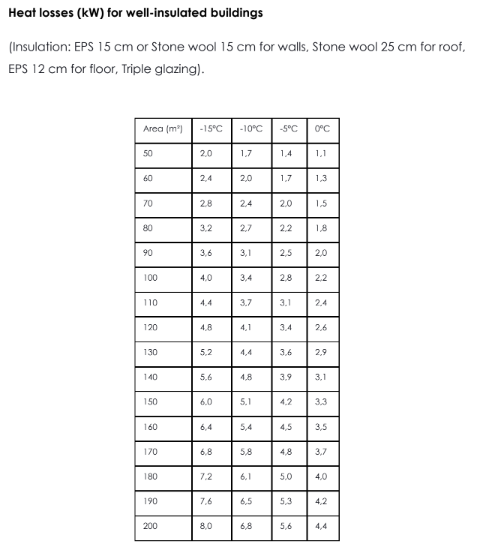 Heat losses (kW) for well-insulated buildings
(Insulation: EPS 15 cm or Stone wool 15 cm for walls, Stone wool 25 cm for roof,
EPS 12 cm for floor, Triple glazing).
Area (m²) -15°C -10°C -5°C 0°C
50 2,0 1,7 1,4 1,1
60 2,4 2,0 1,7 1,3
70 2,8 2,4 2,0 1,5
80 3,2 2,7 2,2 1,8
90 3,6 3,1 2,5 2,0
100 4,0 3,4 2,8 2,2
110 4,4 3,7 3,1 2,4
120 4,8 4,1 3,4 2,6
130 5,2 4,4 3,6 2,9
140 5,6 4,8 3,9 3,1
150 6,0 5,1 4,2 3,3
160 6,4 5,4 4,5 3,5
170 6,8 5,8 4,8 3,7
180 7,2 6,1 5,0 4,0
190 7,6 6,5 5,3 4,2
200 8,0 6,8 5,6 4,4